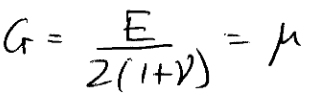 G = E / 2(1+ν) = μ